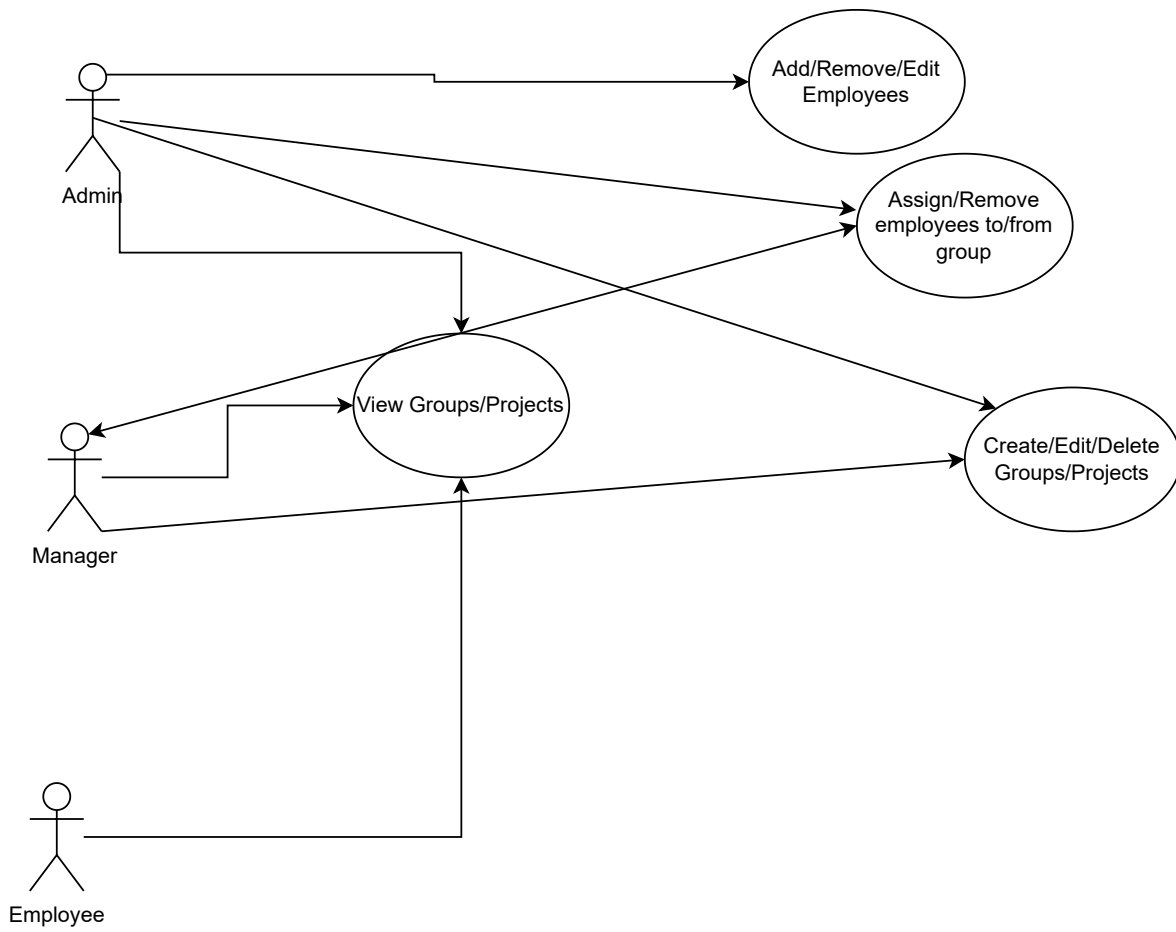 Add/Remove/Edit
Employees
Admin
Assign/Remove
employees to/from
group
View Groups/Projects
Create/Edit/Delete
Groups/Projects
Manager
Employee